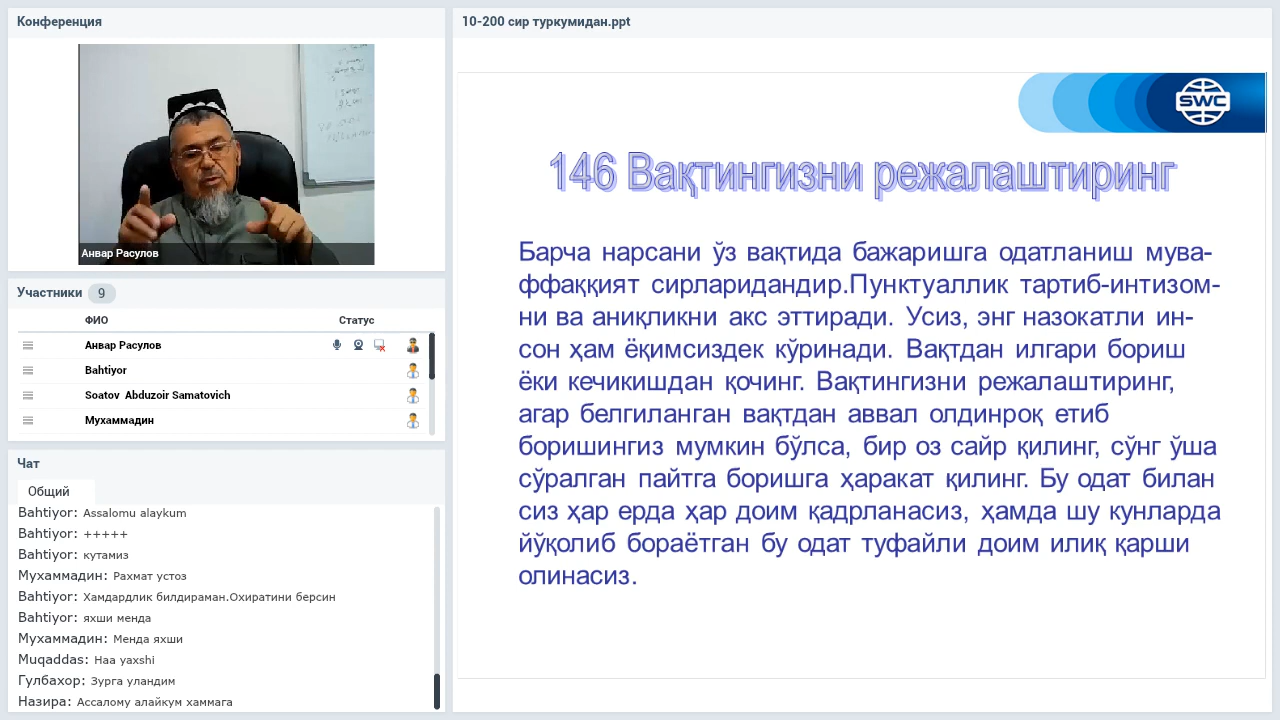 Конференция
Анвар Расулов
Участники 9
ФИО Статус
Анвар Расулов
Bahtiyor
Soatov Abduzoir Samatovich
Мухаммадин
Чат
Общий
Bahtiyor: Assalomu alaykum
Bahtiyor: +++++
Bahtiyor: кутамиз
Мухаммадин: Рахмат устоз
Bahtiyor: Хамдардлик билдираман.Охиратини берсин
Bahtiyor: яхши менда
Мухаммадин: Менда яхши
Muqaddas: Haa yaxshi
Гулбахор: Зурга уландим
Назира: Ассалому алайкум хаммага
10-200 сир туркумидан.ppt
SWC
146 Вақтингизни режалаштиринг
Барча нарсани ўз вақтида бажаришга одатланиш мува-
ффаққият сирларидандир.Пунктуаллик тартиб-интизом-
ни ва аниқликни акс эттиради. Усиз, энг назокатли ин-
сон ҳам ёқимсиздек кўринади. Вақтдан илгари бориш
ёки кечикишдан қочинг. Вақтингизни режалаштиринг,
агар белгиланган вақтдан аввал олдинроқ етиб
боришингиз мумкин бўлса, бир оз сайр қилинг, сўнг ўша
сўралган пайтга боришга ҳаракат қилинг. Бу одат билан
сиз ҳар ерда ҳар доим қадрланасиз, ҳамда шу кунларда
йўқолиб бораётган бу одат туфайли доим илиқ қарши
олинасиз.